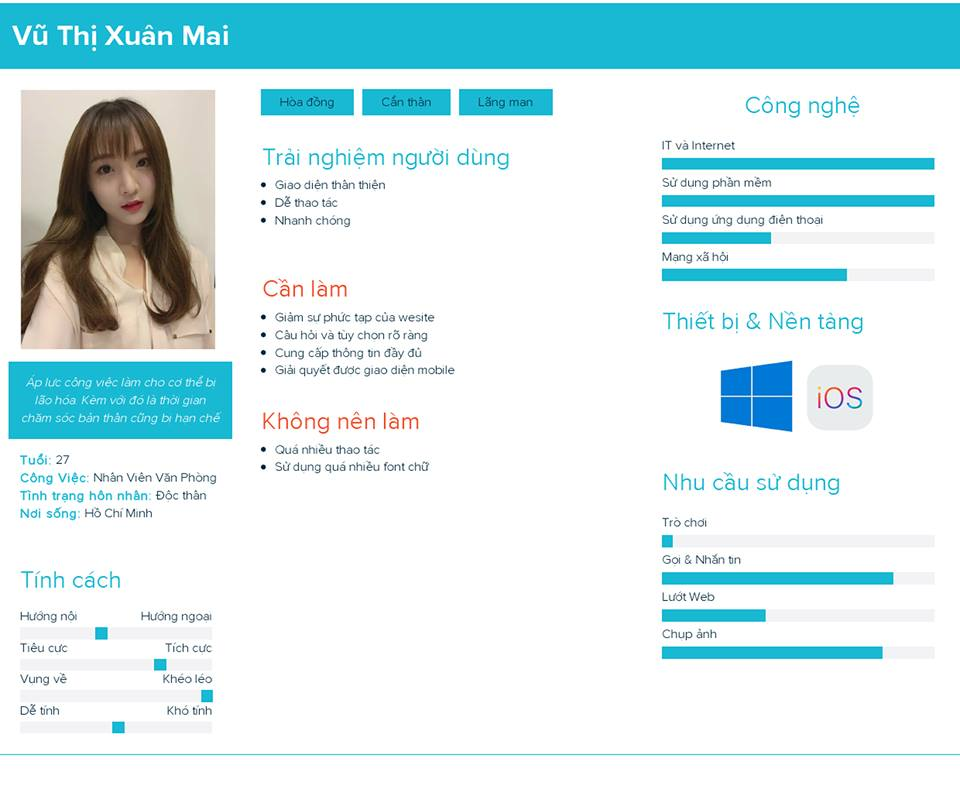 Vũ Thị Xuân Mai
Hòa đồng
Cẩn thận
Lãng mạn
Áp lực công việc làm cho cơ thể bị
lão hóa. Kèm với đó là thời gian
chăm sóc bản thân cũng bị hạn chế
Tuổi: 27
Công Việc: Nhân Viên Văn Phòng
Tình trạng hôn nhân: Độc thân
Nơi sống: Hồ Chí Minh
Tính cách
Hướng nội Hướng ngoại
Tiêu cực Tích cực
Vụng về Khéo léo
Dễ tính Khó tính
Trải nghiệm người dùng
Giao diện thân thiện
Dễ thao tác
Nhanh chóng
Cần làm
Giảm sự phức tạp của wesite
Câu hỏi và tùy chọn rõ ràng
Cung cấp thông tin đầy đủ
Giải quyết được giao diện mobile
Không nên làm
Quá nhiều thao tác
Sử dụng quá nhiều font chữ
Công nghệ
IT và Internet
Sử dụng phần mềm
Sử dụng ứng dụng điện thoại
Mạng xã hội
Thiết bị & Nền tảng
iOS
Nhu cầu sử dụng
Trò chơi
Gọi & Nhắn tin
Lướt Web
Chụp ảnh